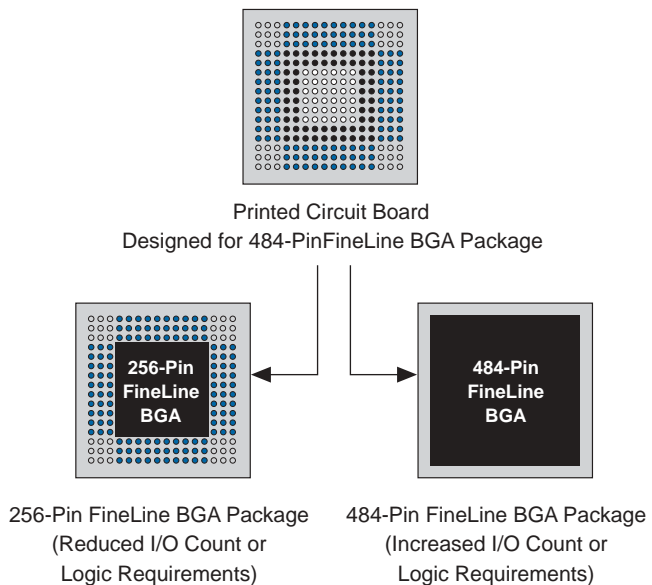 Printed Circuit Board
Designed for 484-PinFineLine BGA Package
256-Pin
FineLine
BGA
484-Pin
FineLine
BGA
256-Pin FineLine BGA Package
(Reduced I/O Count or
Logic Requirements)
484-Pin FineLine BGA Package
(Increased I/O Count or
Logic Requirements)